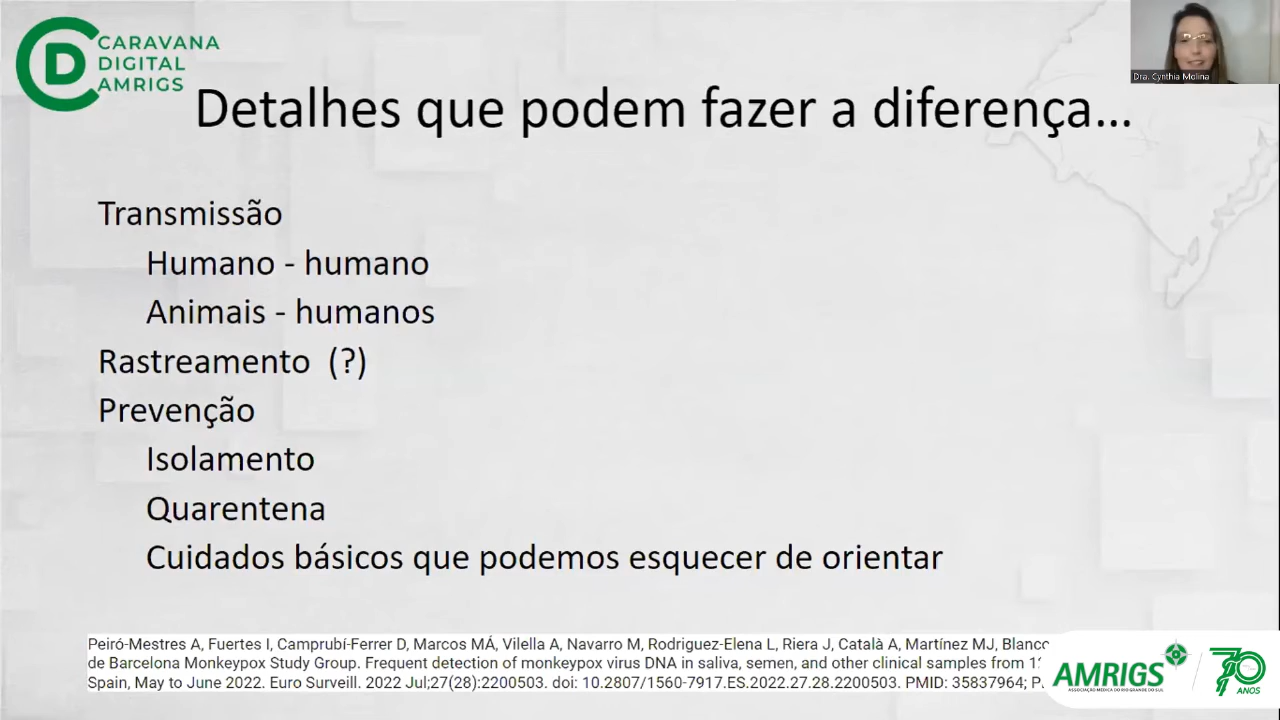 CARAVANA
DIGITAL
AMRIGS
CD
Dra. Cynthia Molina
Detalhes que podem fazer a diferença...
Transmissão
Humano - humano
Animais - humanos
Rastreamento (?)
Prevenção
Isolamento
Quarentena
Cuidados básicos que podemos esquecer de orientar
Peiró-Mestres A, Fuertes I, Camprubí-Ferrer D, Marcos MÁ, Vilella A, Navarro M, Rodriguez-Elena L, Riera J, Català A, Martínez MJ, Blanco
de Barcelona Monkeypox Study Group. Frequent detection of monkeypox virus DNA in saliva, semen, and other clinical samples from
Spain, May to June 2022. Euro Surveill. 2022 Jul;27(28):2200503. doi: 10.2807/1560-7917.ES.2022.27.28.2200503. PMID: 35837964;
AMRIGS
ASSOCIAÇÃO MÉDICA DO RIO GRANDE DO SUL
70
ANOS